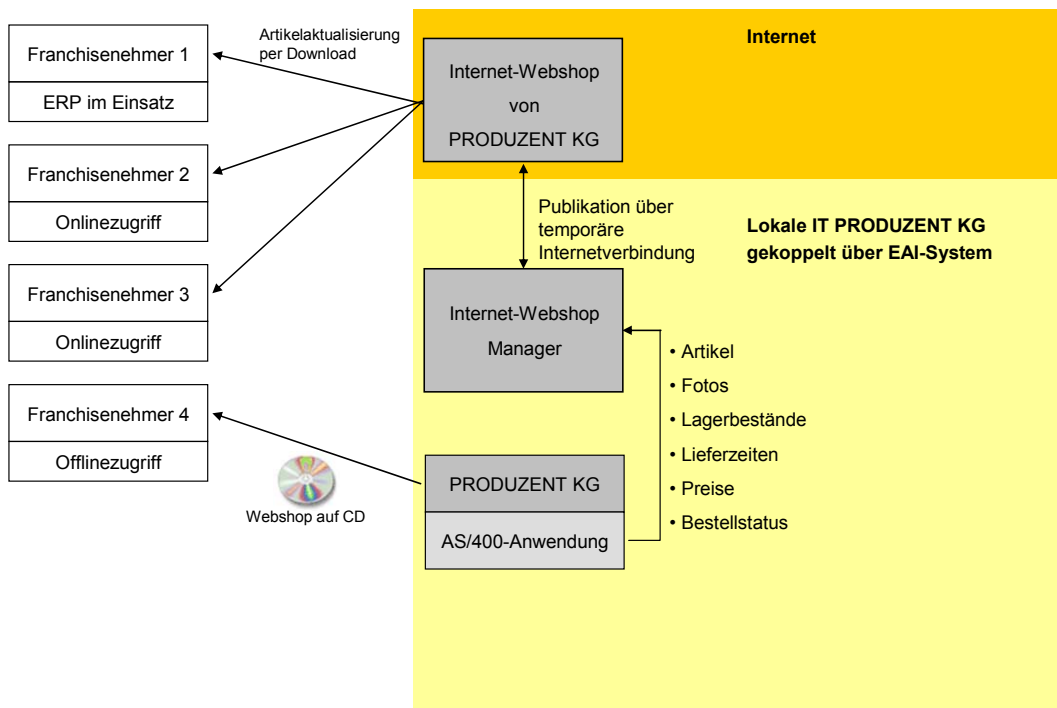 Franchisenehmer 1
ERP im Einsatz
Franchisenehmer 2
Onlinezugriff
Franchisenehmer 3
Onlinezugriff
Franchisenehmer 4
Offlinezugriff
Artikelaktualisierung
per Download
Webshop auf CD
Internet
Internet-Webshop
von
PRODUZENT KG
Publikation über
temporäre
Internetverbindung
Lokale IT PRODUZENT KG
gekoppelt über EAI-System
Internet-Webshop
Manager
• Artikel
• Fotos
• Lagerbestände
• Lieferzeiten
• Preise
• Bestellstatus
PRODUZENT KG
AS/400-Anwendung